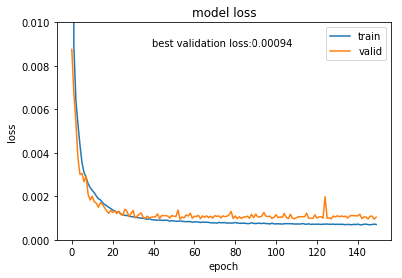 model loss
0.010
best validation loss:0.00094
train
valid
0.008
0.006
loss
0.004
0.002
0.000
0 20 40 60 80 100 120 140
epoch